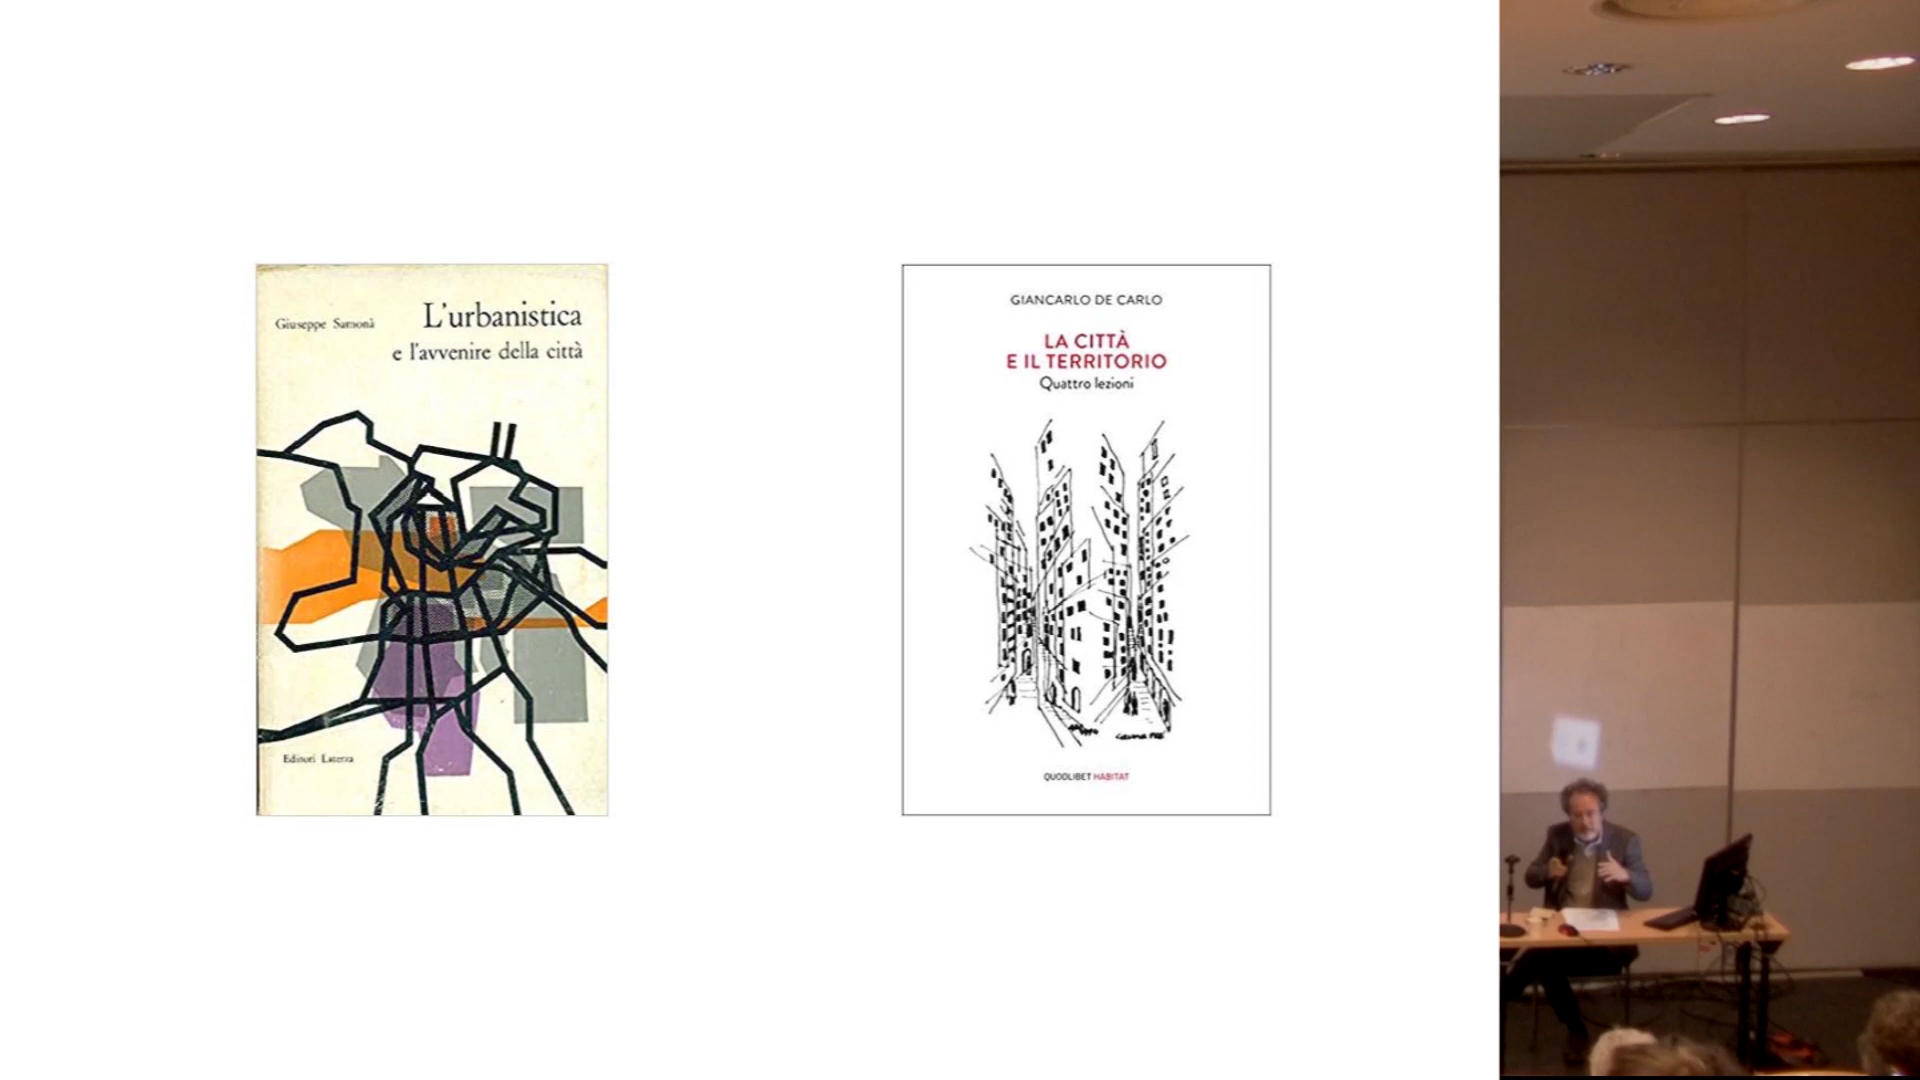 Giuseppe Samonà
L'urbanistica
e l'avvenire della città
Editori Laterza
GIANCARLO DE CARLO
LA CITTÀ
E IL TERRITORIO
Quattro lezioni
QUODLIBET HABITAT